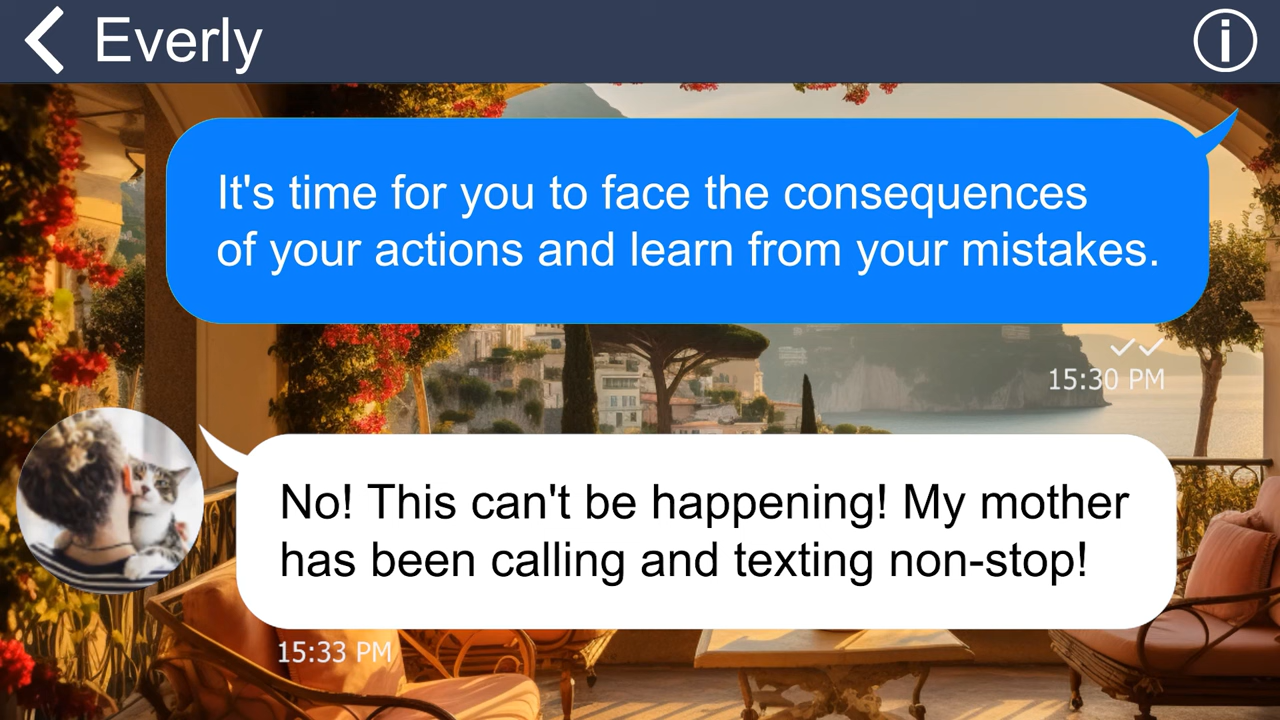 Everly
It's time for you to face the consequences
of your actions and learn from your mistakes.
15:30 PM
No! This can't be happening! My mother
has been calling and texting non-stop!
15:33 PM